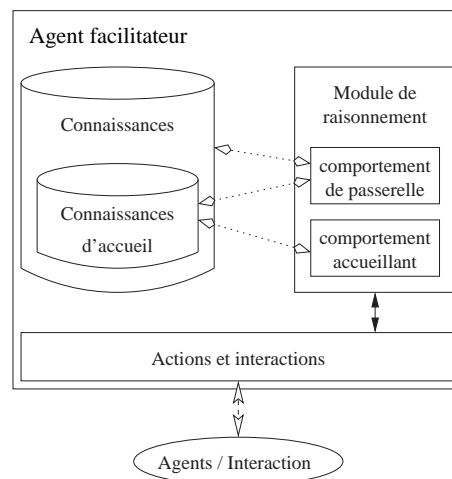 Agent facilitateur
Connaissances
Connaissances
d'accueil
Module de
raisonnement
comportement
de passerelle
comportement
accueillant
Actions et interactions
Agents / Interaction